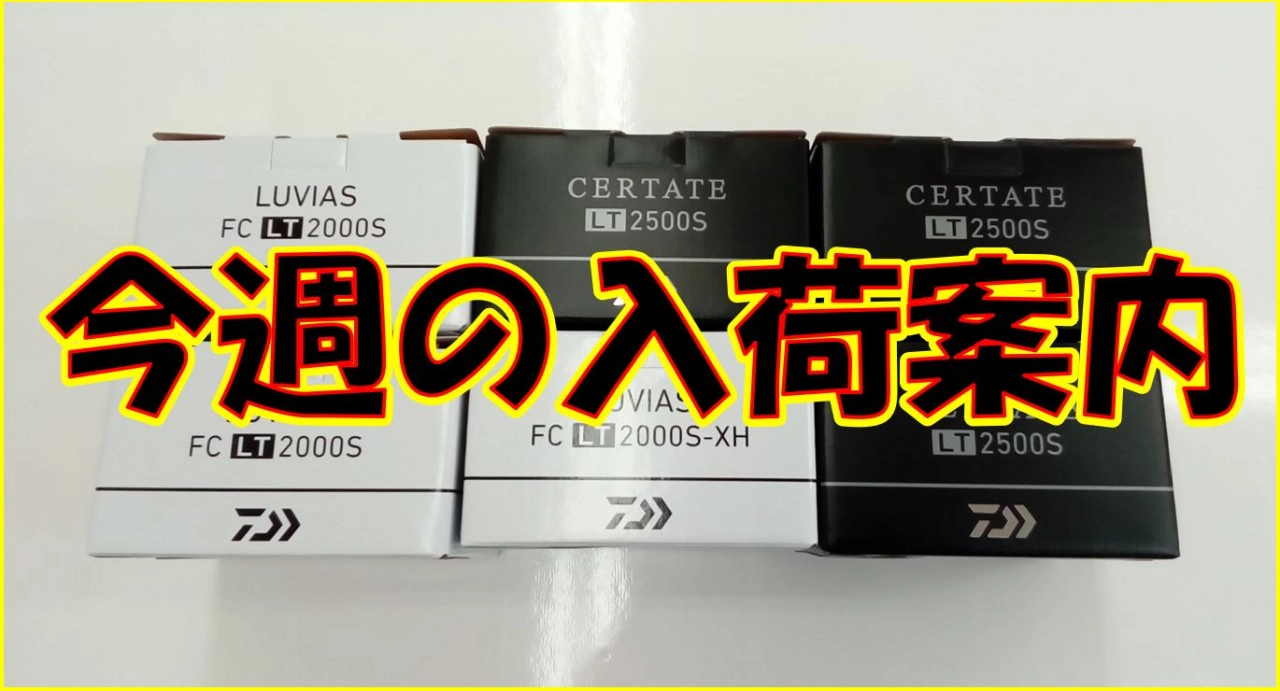 LUVIAS
FC LT 2000S
CERTATE
LT 2500S
CERTATE
LT 2500S
今週の入荷案内
FC LT 2000S
LUVIAS
FC LT 2000S-XH
LT 2500S